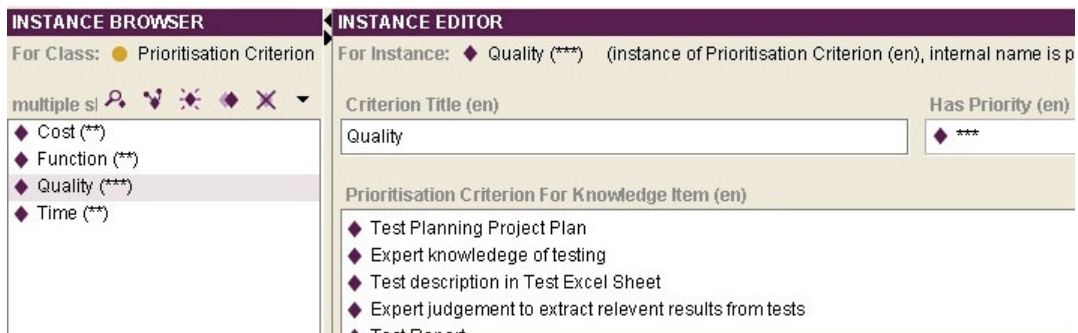 INSTANCE BROWSER
For Class: Prioritisation Criterion
multiple sl
Cost (**)
Function (**)
Quality (***)
Time (**)
INSTANCE EDITOR
For Instance: Quality (***) (instance of Prioritisation Criterion (en), internal name is p
Criterion Title (en)
Quality
Has Priority (en)
***
Prioritisation Criterion For Knowledge Item (en)
Test Planning Project Plan
Expert knowledege of testing
Test description in Test Excel Sheet
Expert judgement to extract relevent results from tests
Test Report